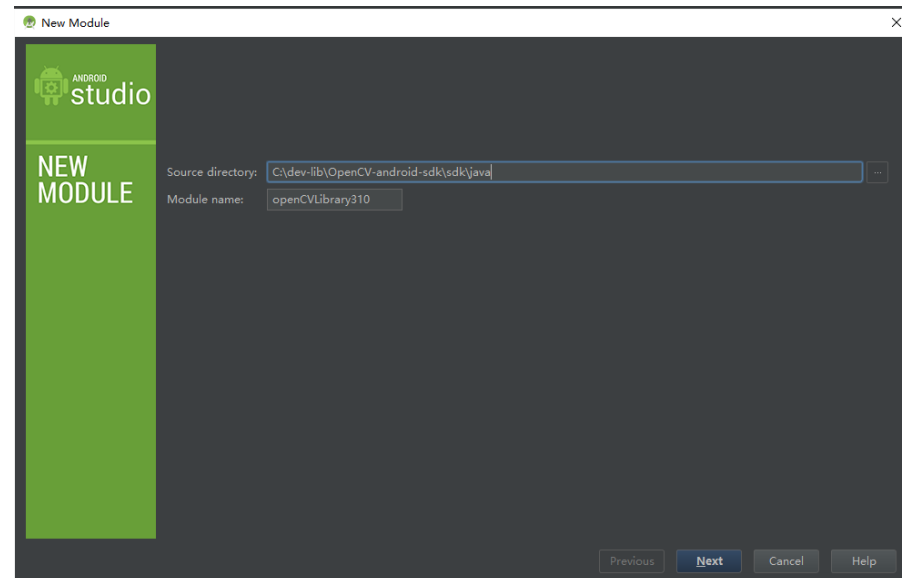 New Module
ANDROID
studio
NEW
MODULE
Source directory: C:\dev-lib\OpenCV-android-sdk\sdk\java ...
Module name: openCVLibrary310
Previous Next Cancel Help